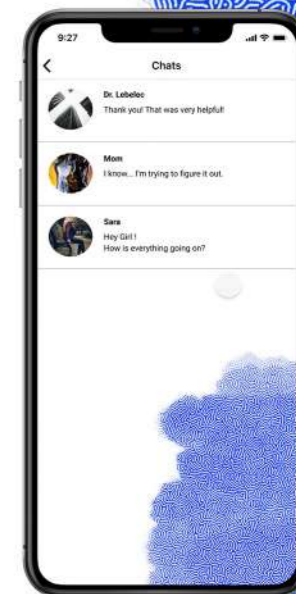 9:27
Chats
Dr. Lebelec
Thank you! That was very helpful!
Mom
I know... I'm trying to figure it out.
Sara
Hey Girl !
How is everything going on?